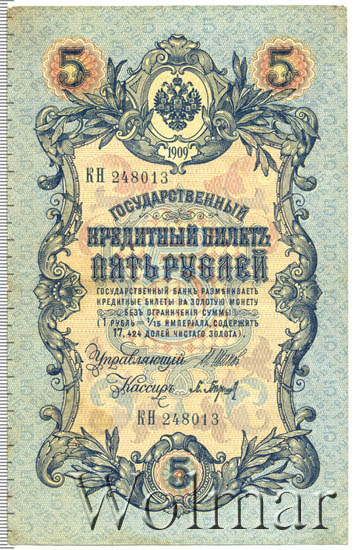 5 5
1909
КН 248013
ГОСУДАРСТВЕННЫЙ
КРЕДИТНЫЙ БИЛЕТЪ
ПЯТЬ РУБЛЕЙ
ГОСУДАРСТВЕННЫЙ БАНКЪ РАЗМѢНИВАЕТЪ
КРЕДИТНЫЕ БИЛЕТЫ НА ЗОЛОТУЮ МОНЕТУ
БЕЗЪ ОГРАНИЧЕНІЯ СУММЫ
(1 РУБЛЬ = 1/15 ИМПЕРІАЛА, СОДЕРЖИТЪ
17,424 ДОЛЕЙ ЧИСТАГО ЗОЛОТА)
Управляющій
Кассиръ
КН 248013
5
Wolmar